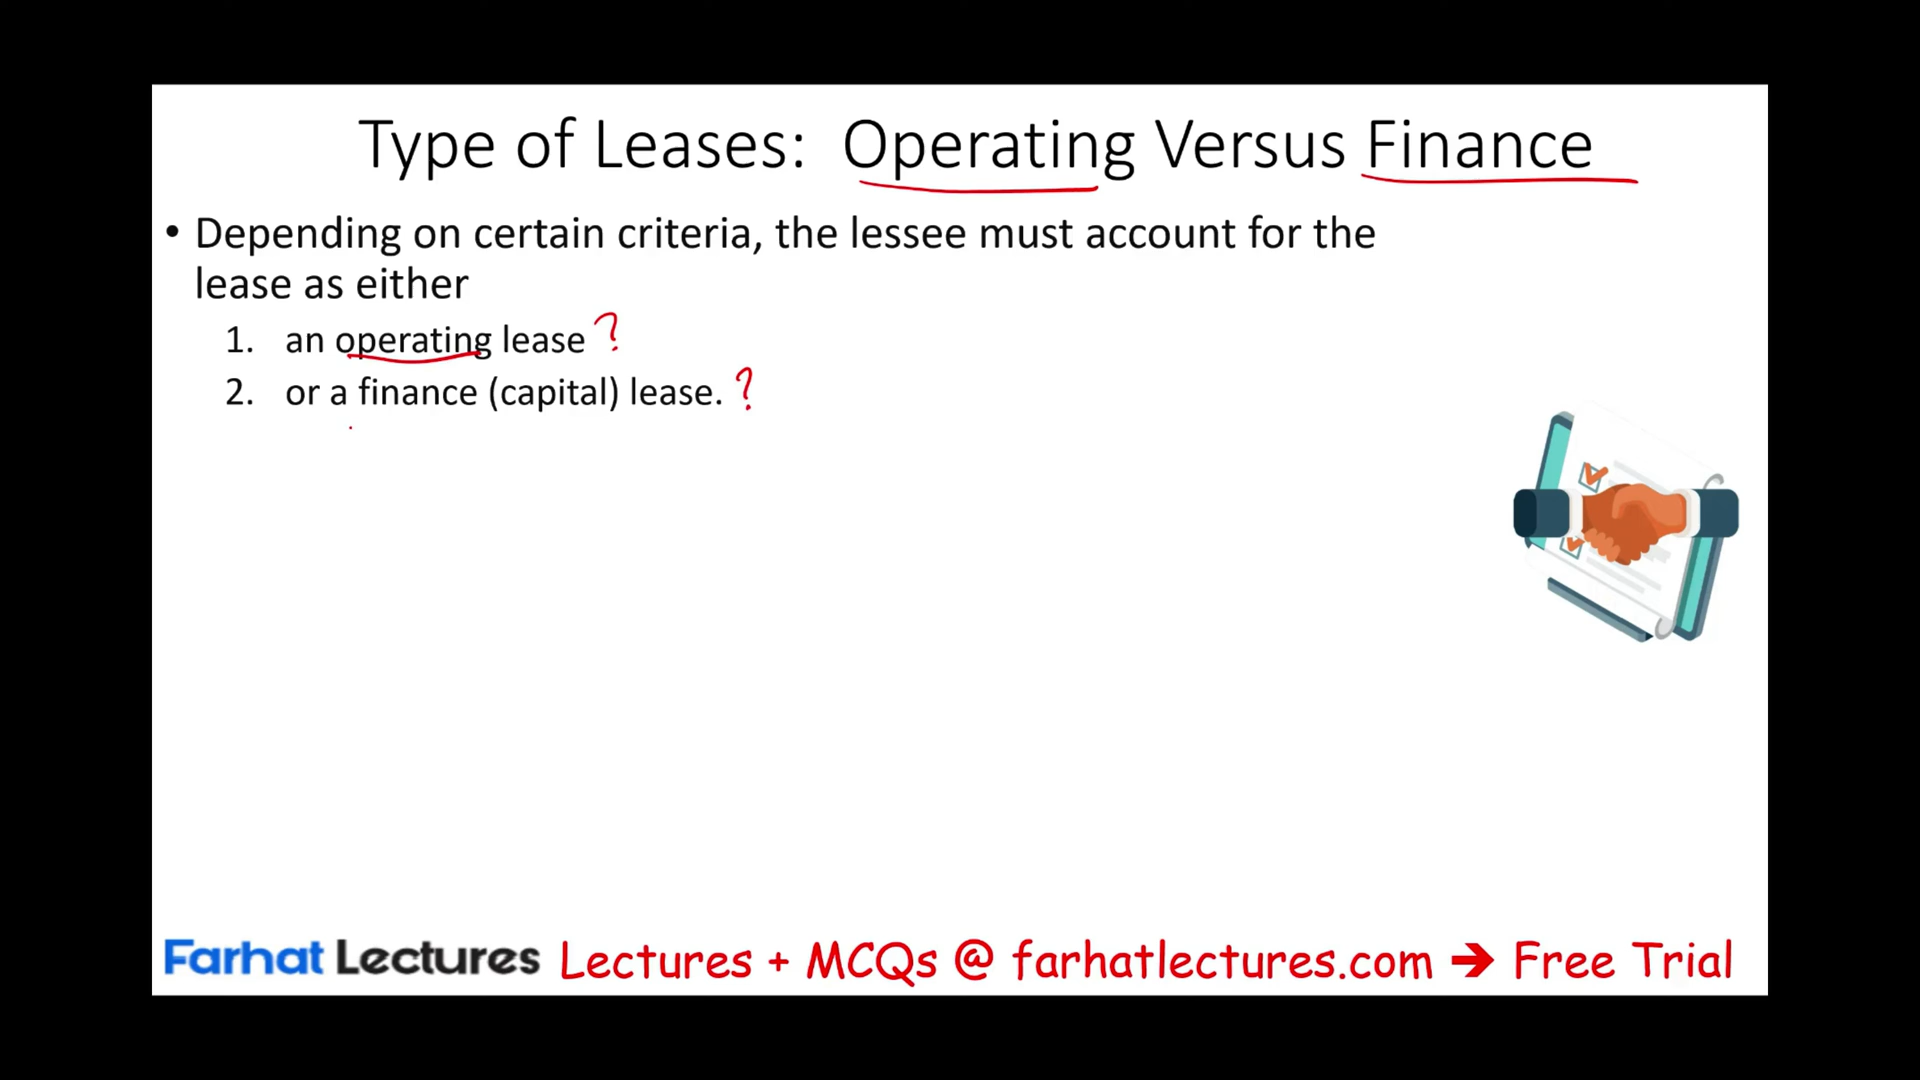 Type of Leases: Operating Versus Finance
• Depending on certain criteria, the lessee must account for the
lease as either
1. an operating lease ?
2. or a finance (capital) lease. ?
Farhat Lectures Lectures + MCQs @ farhatlectures.com ➔ Free Trial